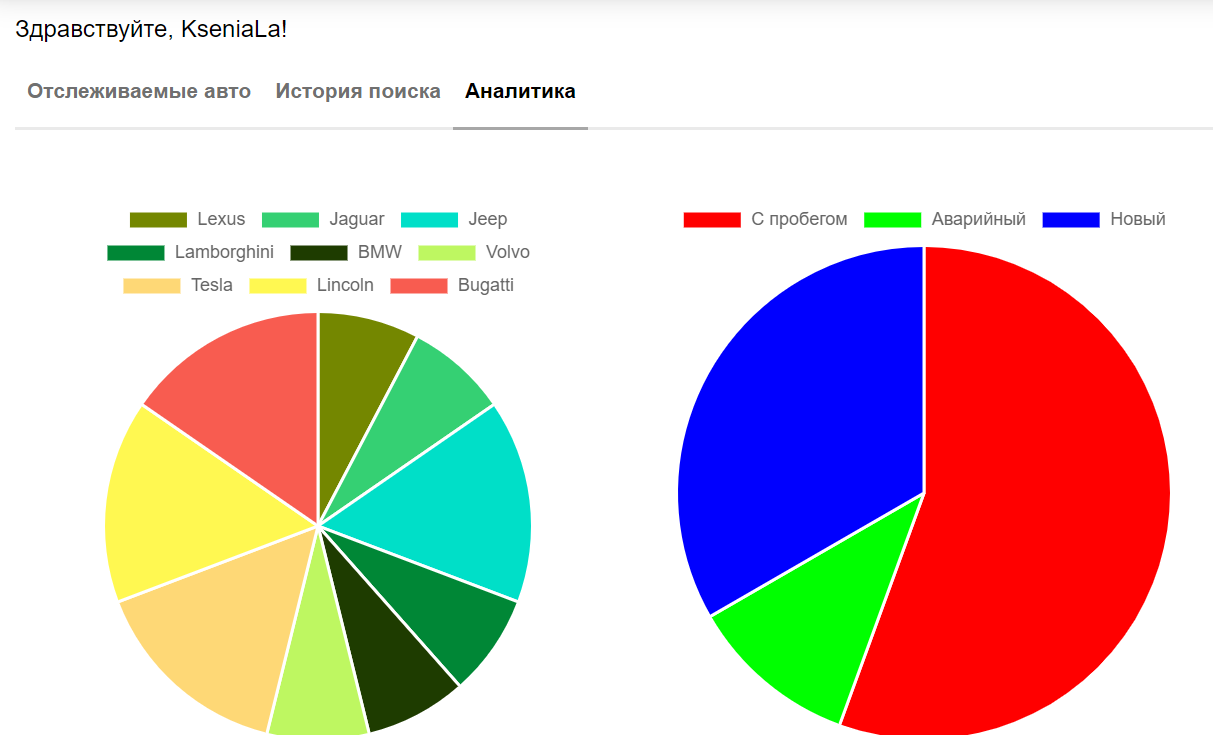 Здравствуйте, KseniaLa!
Отслеживаемые авто История поиска Аналитика
Lexus Jaguar Jeep
Lamborghini BMW Volvo
Tesla Lincoln Bugatti
С пробегом Аварийный Новый